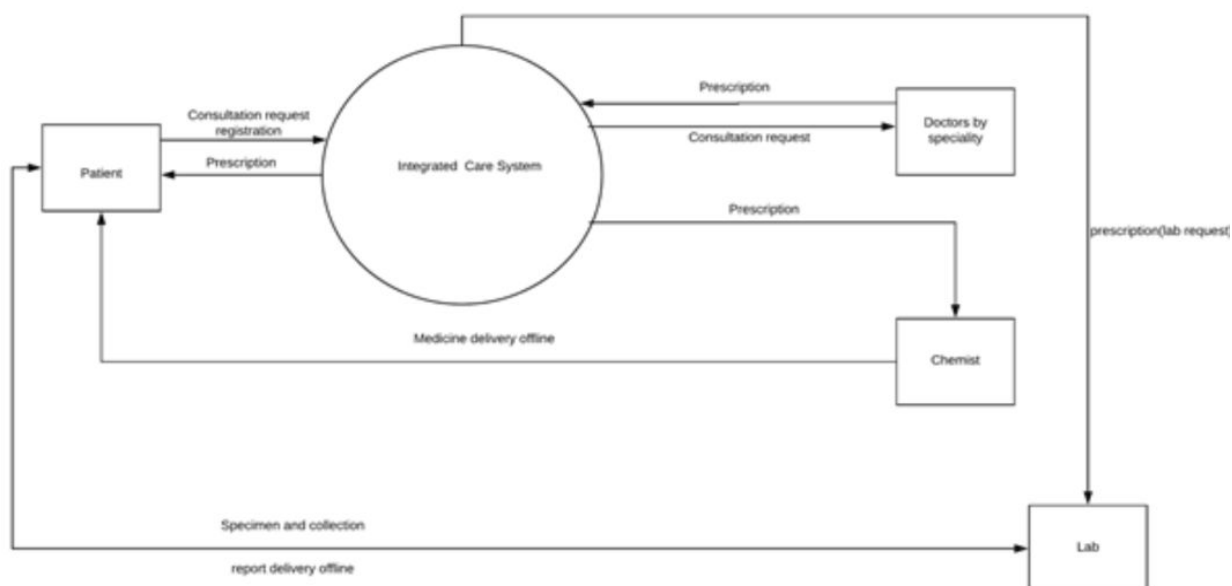 Prescription
Consultation request
registration
Doctors by
speciality
Consultation request
Prescription
Integrated Care System
Patient
Prescription
prescription(lab request)
Medicine delivery offline
Chemist
Specimen and collection
Lab
report delivery offline